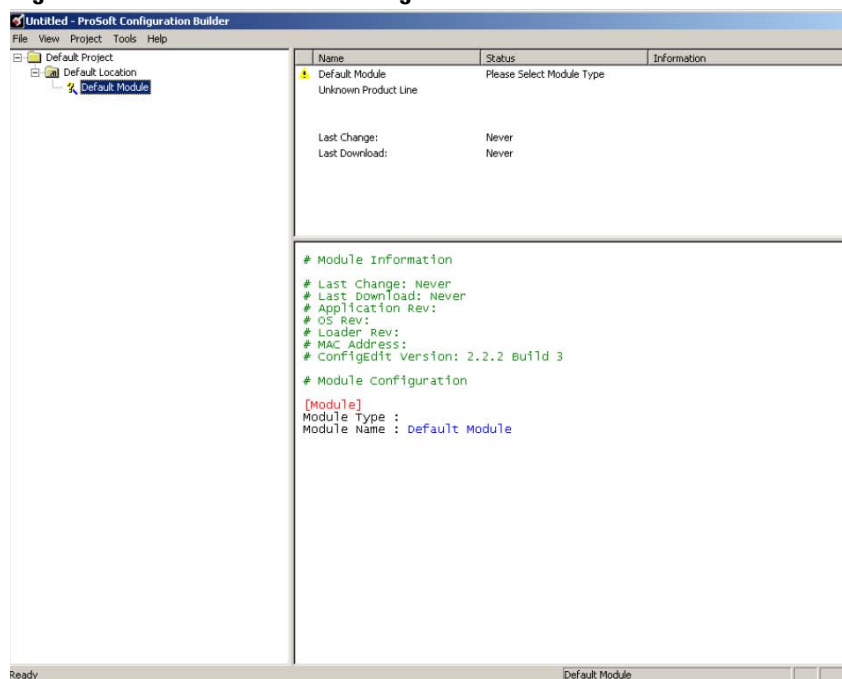 Untitled - ProSoft Configuration Builder
File View Project Tools Help
Default Project
Default Location
Default Module
Name Status Information
Default Module Please Select Module Type
Unknown Product Line
Last Change: Never
Last Download: Never
# Module Information
# Last Change: Never
# Last Download: Never
# Application Rev:
# OS Rev:
# Loader Rev:
# MAC Address:
# ConfigEdit Version: 2.2.2 Build 3
# Module Configuration
[Module]
Module Type :
Module Name : Default Module
Ready Default Module